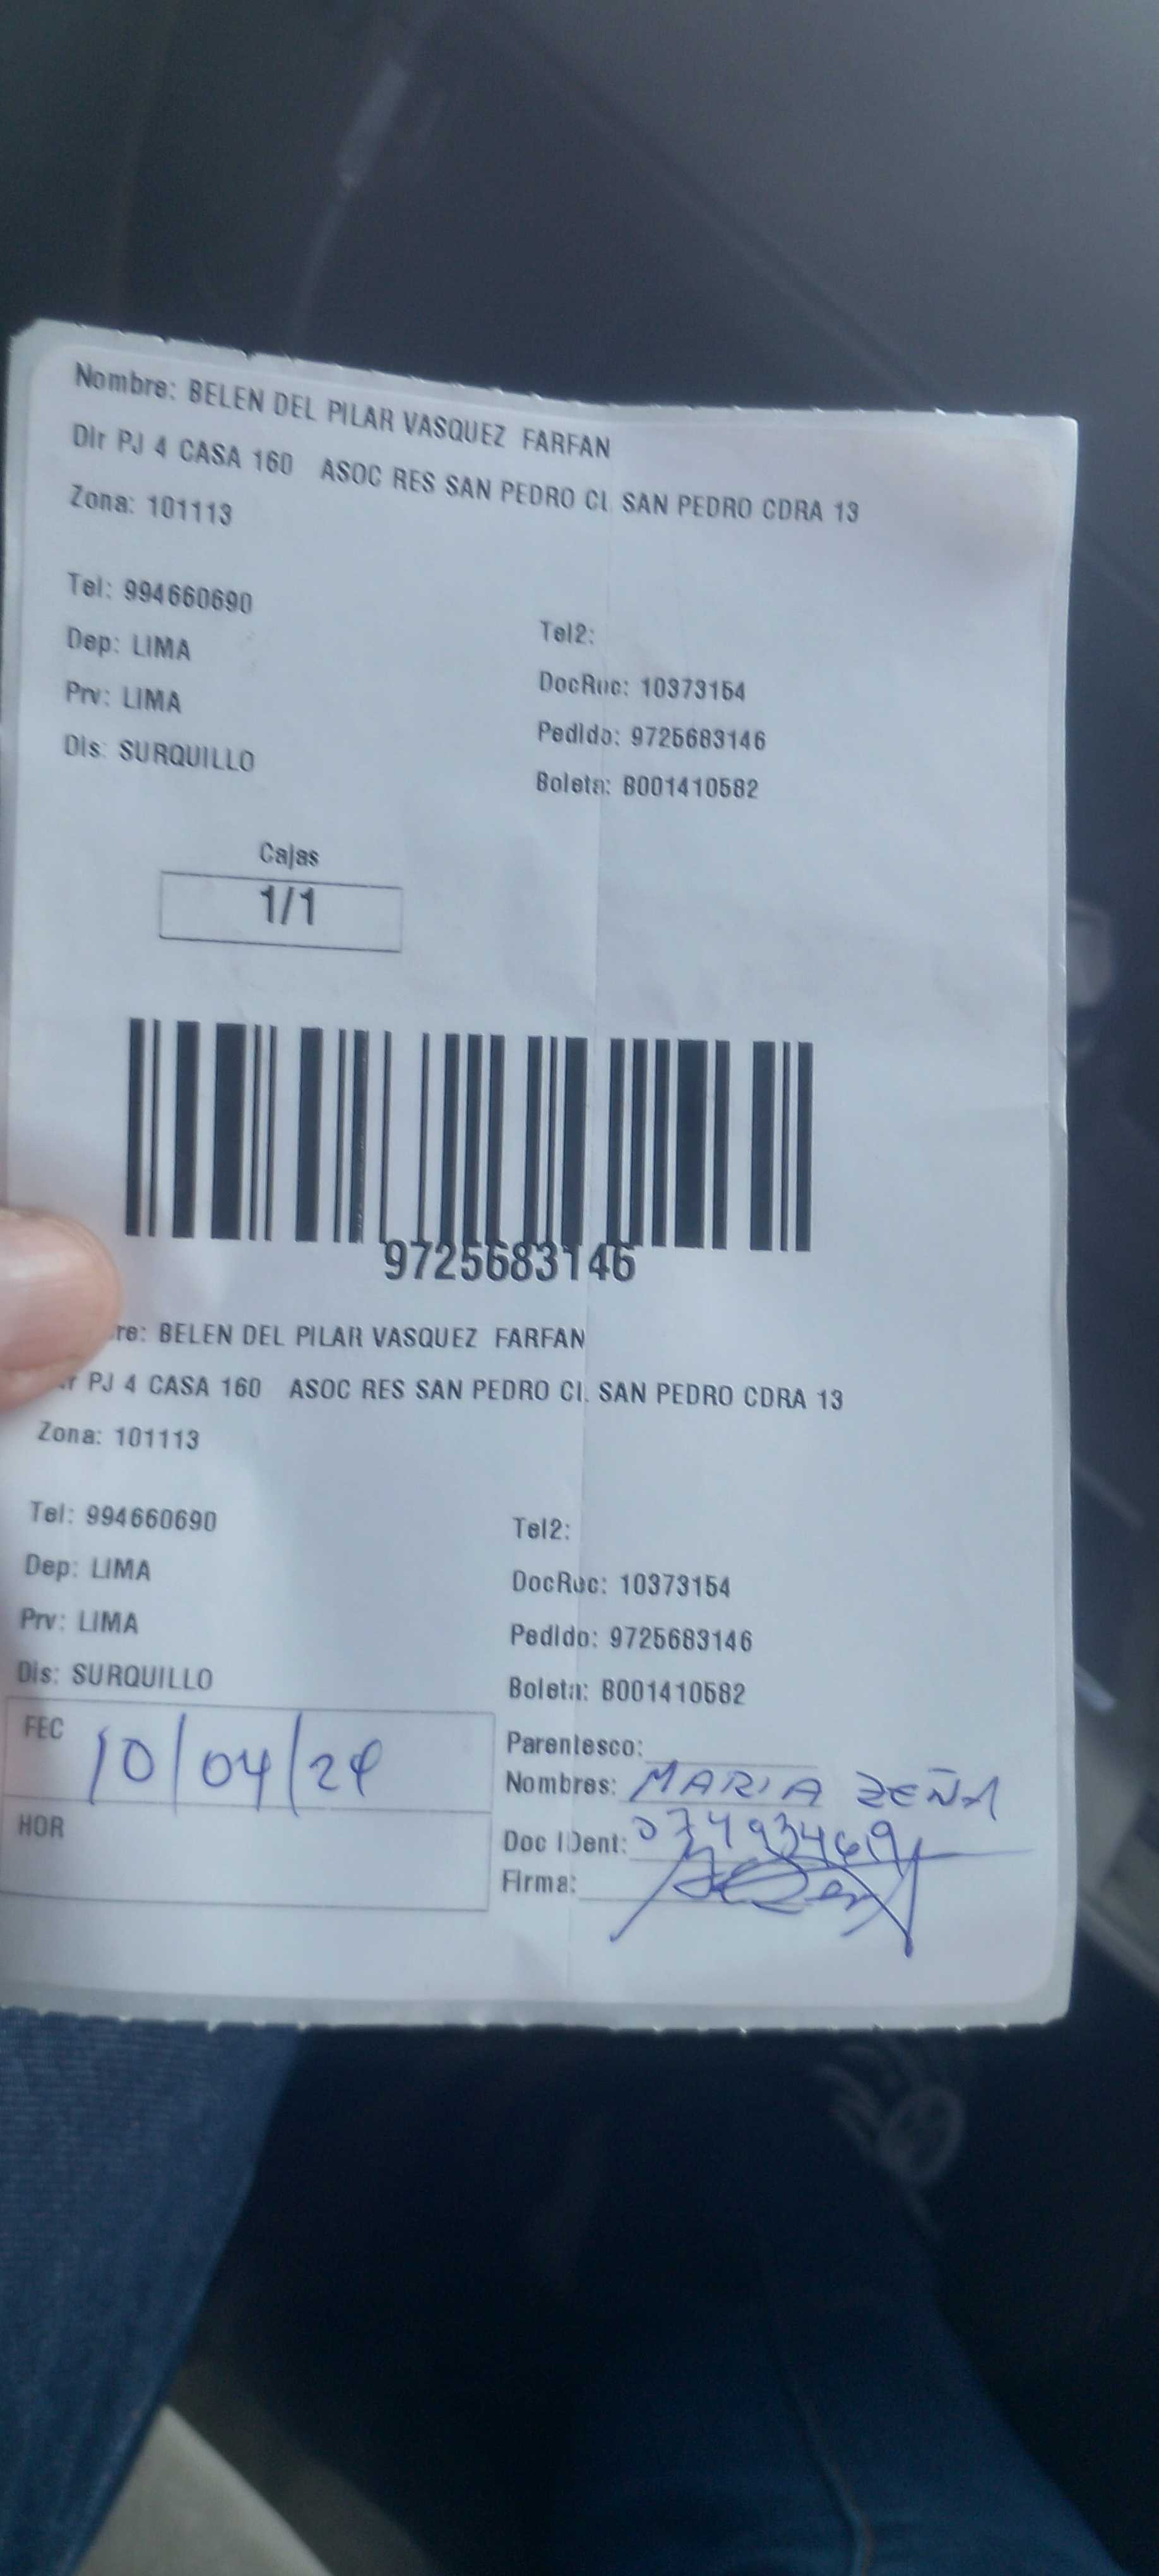 Nombre: BELEN DEL PILAR VASQUEZ FARFAN
Dir PJ 4 CASA 160 ASOC RES SAN PEDRO CL SAN PEDRO CDRA 13
Zona: 101113
Tel: 994660690
Tel2:
Dep: LIMA
DocRuc: 10373154
Prv: LIMA
Pedido: 9725683146
Dis: SURQUILLO
Boleta: B001410582
Cajas
1/1
9725683146
re: BELEN DEL PILAR VASQUEZ FARFAN
r PJ 4 CASA 160 ASOC RES SAN PEDRO CL SAN PEDRO CDRA 13
Zona: 101113
Tel: 994660690
Tel2:
Dep: LIMA
DocRuc: 10373154
Prv: LIMA
Pedido: 9725683146
Dis: SURQUILLO
Boleta: B001410582
FEC 10/04/24
Parentesco:
Nombres: MARIA ZEÑA
HOR
Doc IDent: 07493469
Firma: